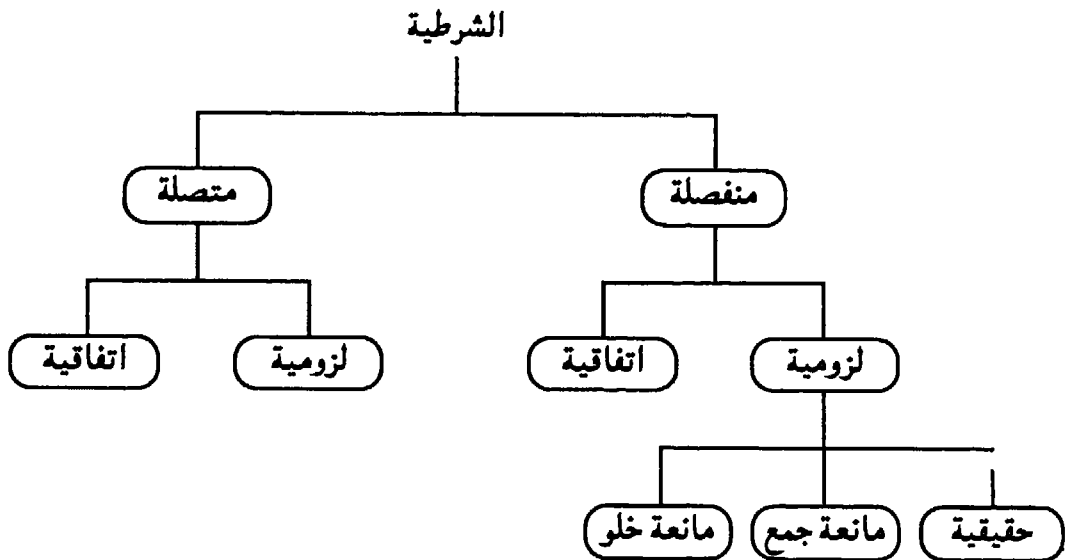 الشرطية
منفصلة
متصلة
لزومية
اتفاقية
لزومية
اتفاقية
حقيقية
مانعة جمع
مانعة خلو